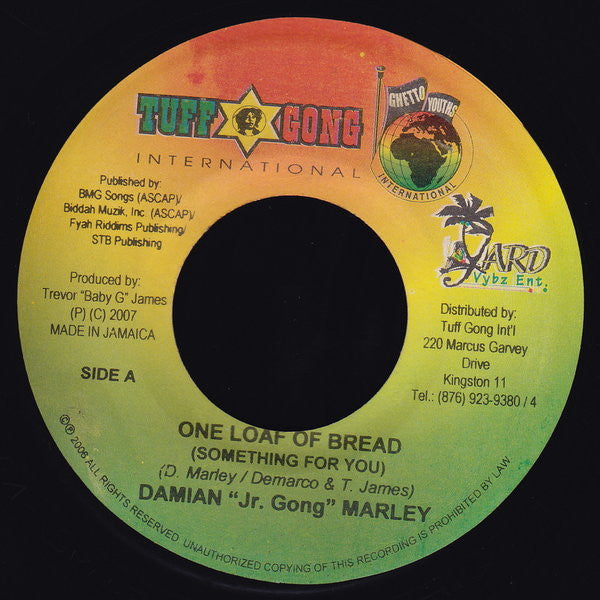 TUFF GONG
INTERNATIONAL
GHETTO YOUTHS
INTERNATIONAL
Published by:
BMG Songs (ASCAP)/
Biddah Muzik, Inc. (ASCAP)/
Fyah Riddims Publishing/
STB Publishing
YARD
Vybz Ent.
Produced by:
Trevor "Baby G" James
(P) (C) 2007
MADE IN JAMAICA
Distributed by:
Tuff Gong Int'l
220 Marcus Garvey
Drive
Kingston 11
Tel.: (876) 923-9380 / 4
SIDE A
ONE LOAF OF BREAD
(SOMETHING FOR YOU)
(D. Marley / Demarco & T. James)
DAMIAN "Jr. Gong" MARLEY
©℗ 2006 ALL RIGHTS RESERVED. UNAUTHORIZED COPYING OF THIS RECORDING IS PROHIBITED BY LAW